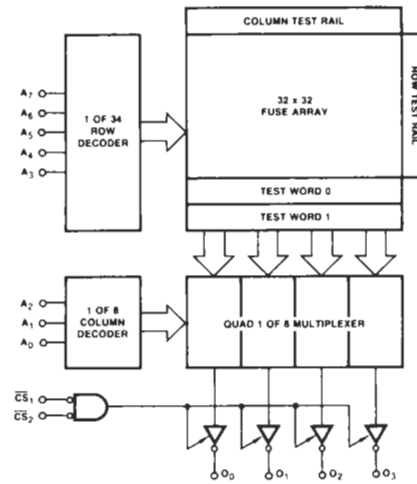 COLUMN TEST RAIL
32 x 32
FUSE ARRAY
ROW TEST RAIL
TEST WORD 0
TEST WORD 1
A7
A6
A5
A4
A3
1 OF 34
ROW
DECODER
A2
A1
A0
1 OF 8
COLUMN
DECODER
QUAD 1 OF 8 MULTIPLEXER
CS1
CS2
O0
O1
O2
O3